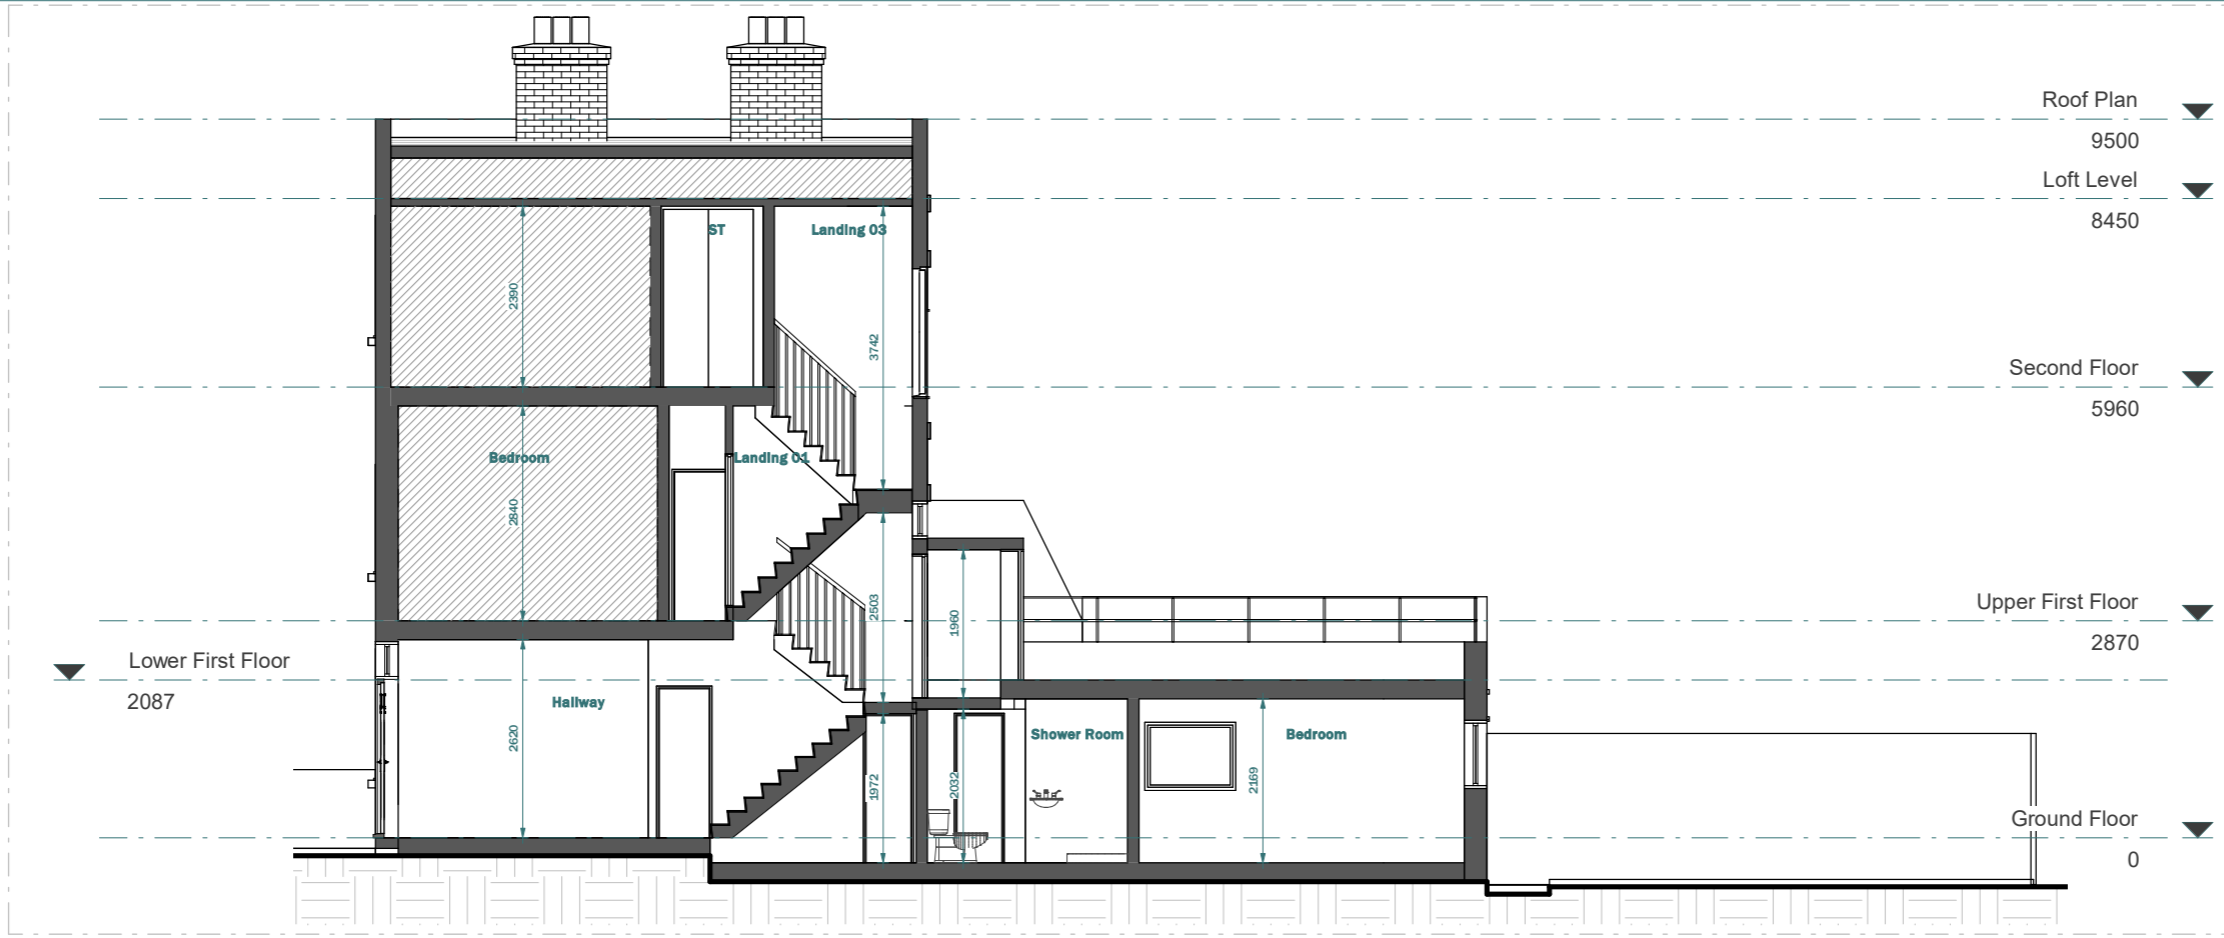 Roof Plan
9500
Loft Level
8450
ST
Landing 03
2390
3742
Second Floor
5960
Bedroom
Landing 01
2840
2503
1960
Upper First Floor
2870
Lower First Floor
2087
Hallway
2620
Shower Room
Bedroom
1972
2032
2169
Ground Floor
0